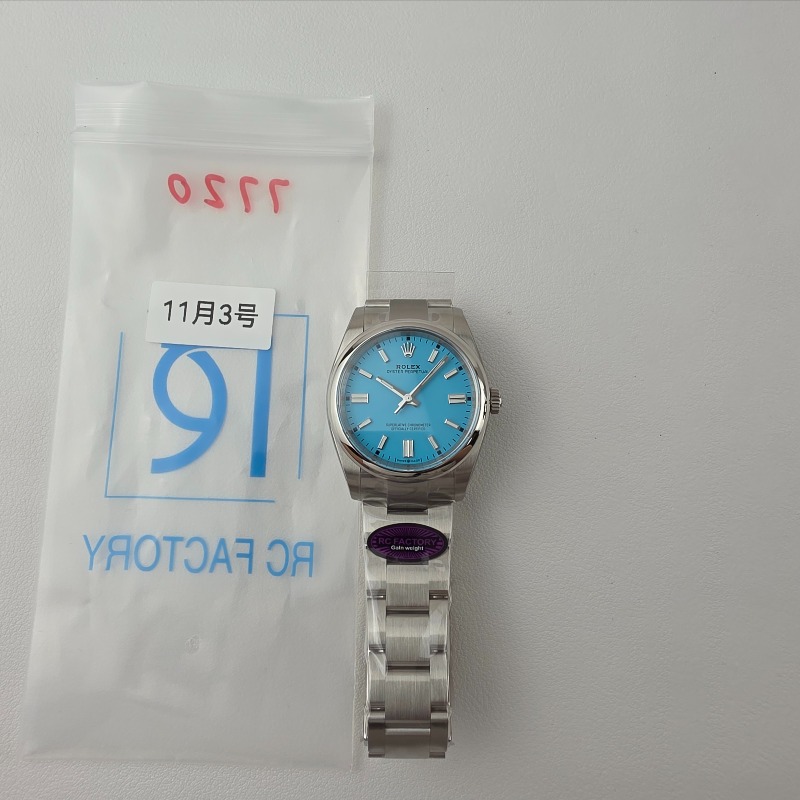 7720
11月3号
RC FACTORY
ROLEX
OYSTER PERPETUAL
SUPERLATIVE CHRONOMETER
OFFICIALLY CERTIFIED
RC FACTORY
Gain weight